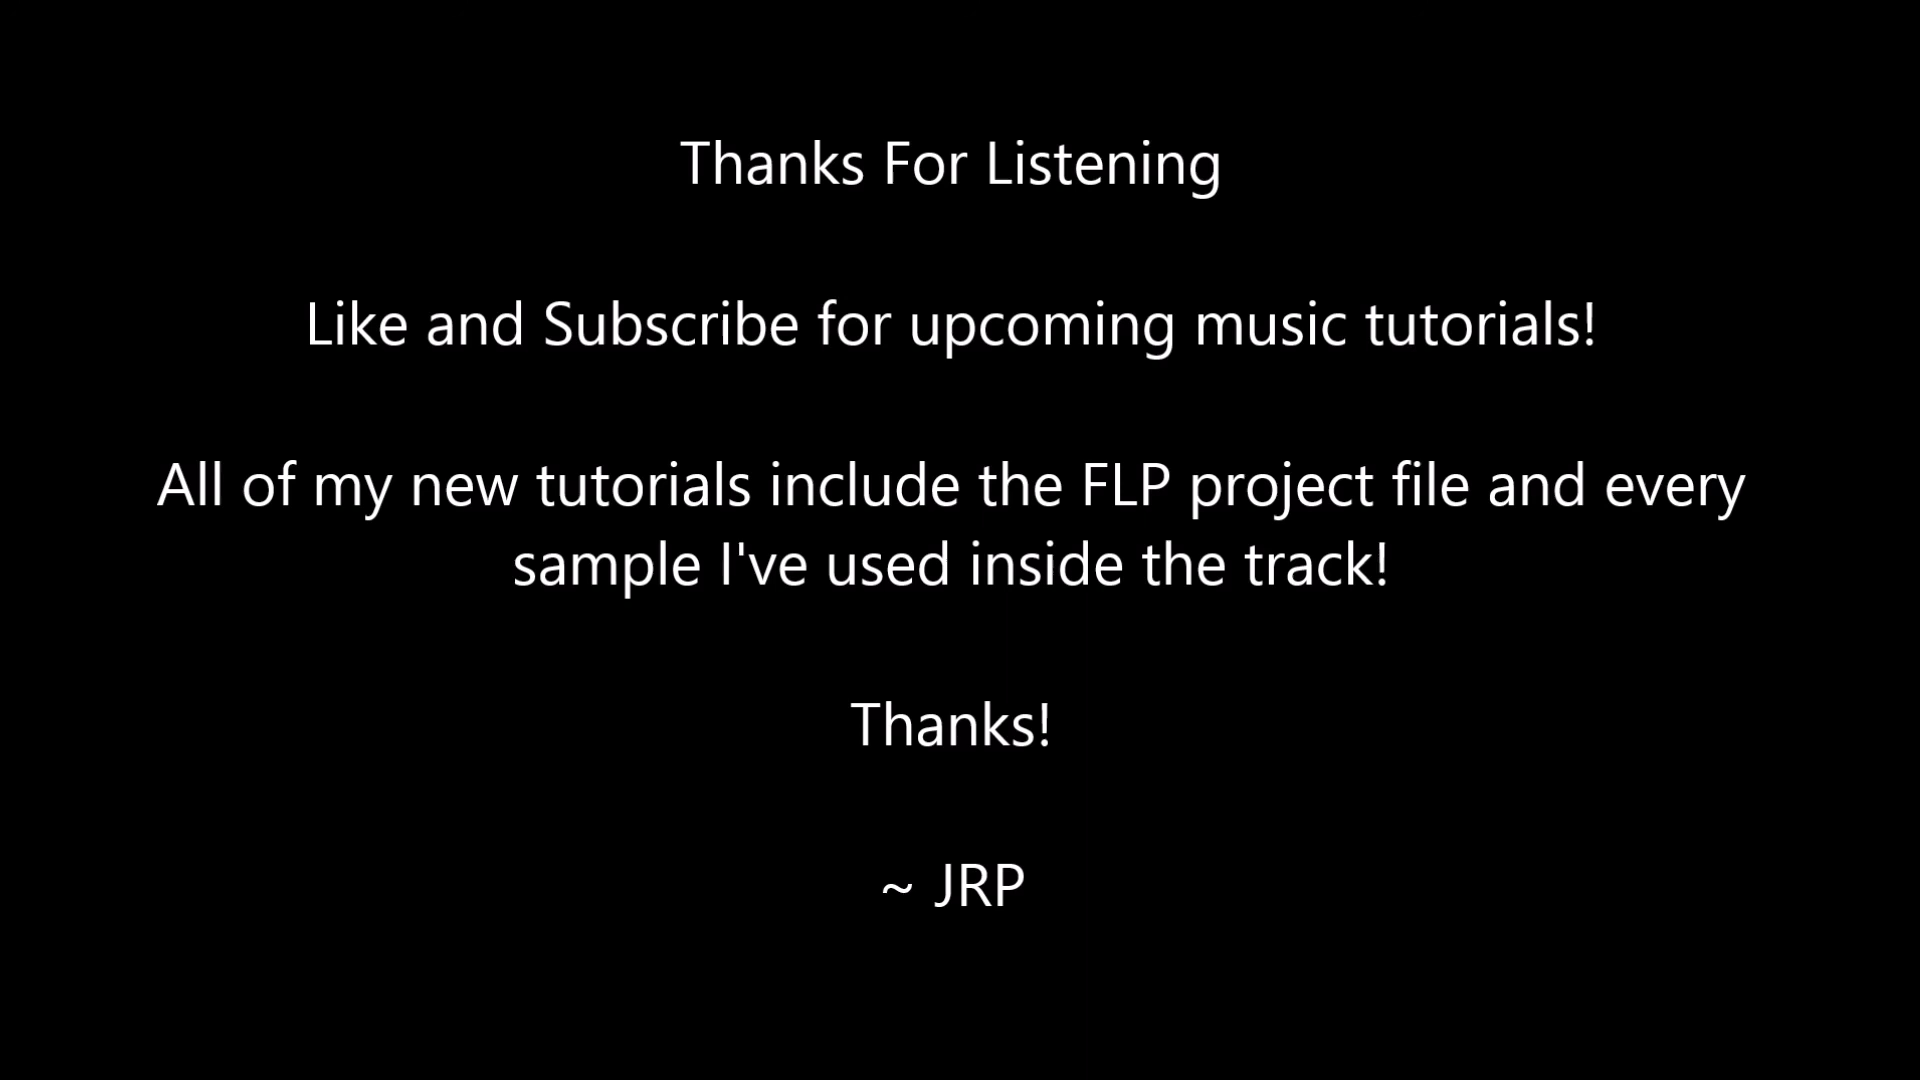 Thanks For Listening
Like and Subscribe for upcoming music tutorials!
All of my new tutorials include the FLP project file and every
sample I've used inside the track!
Thanks!
~ JRP